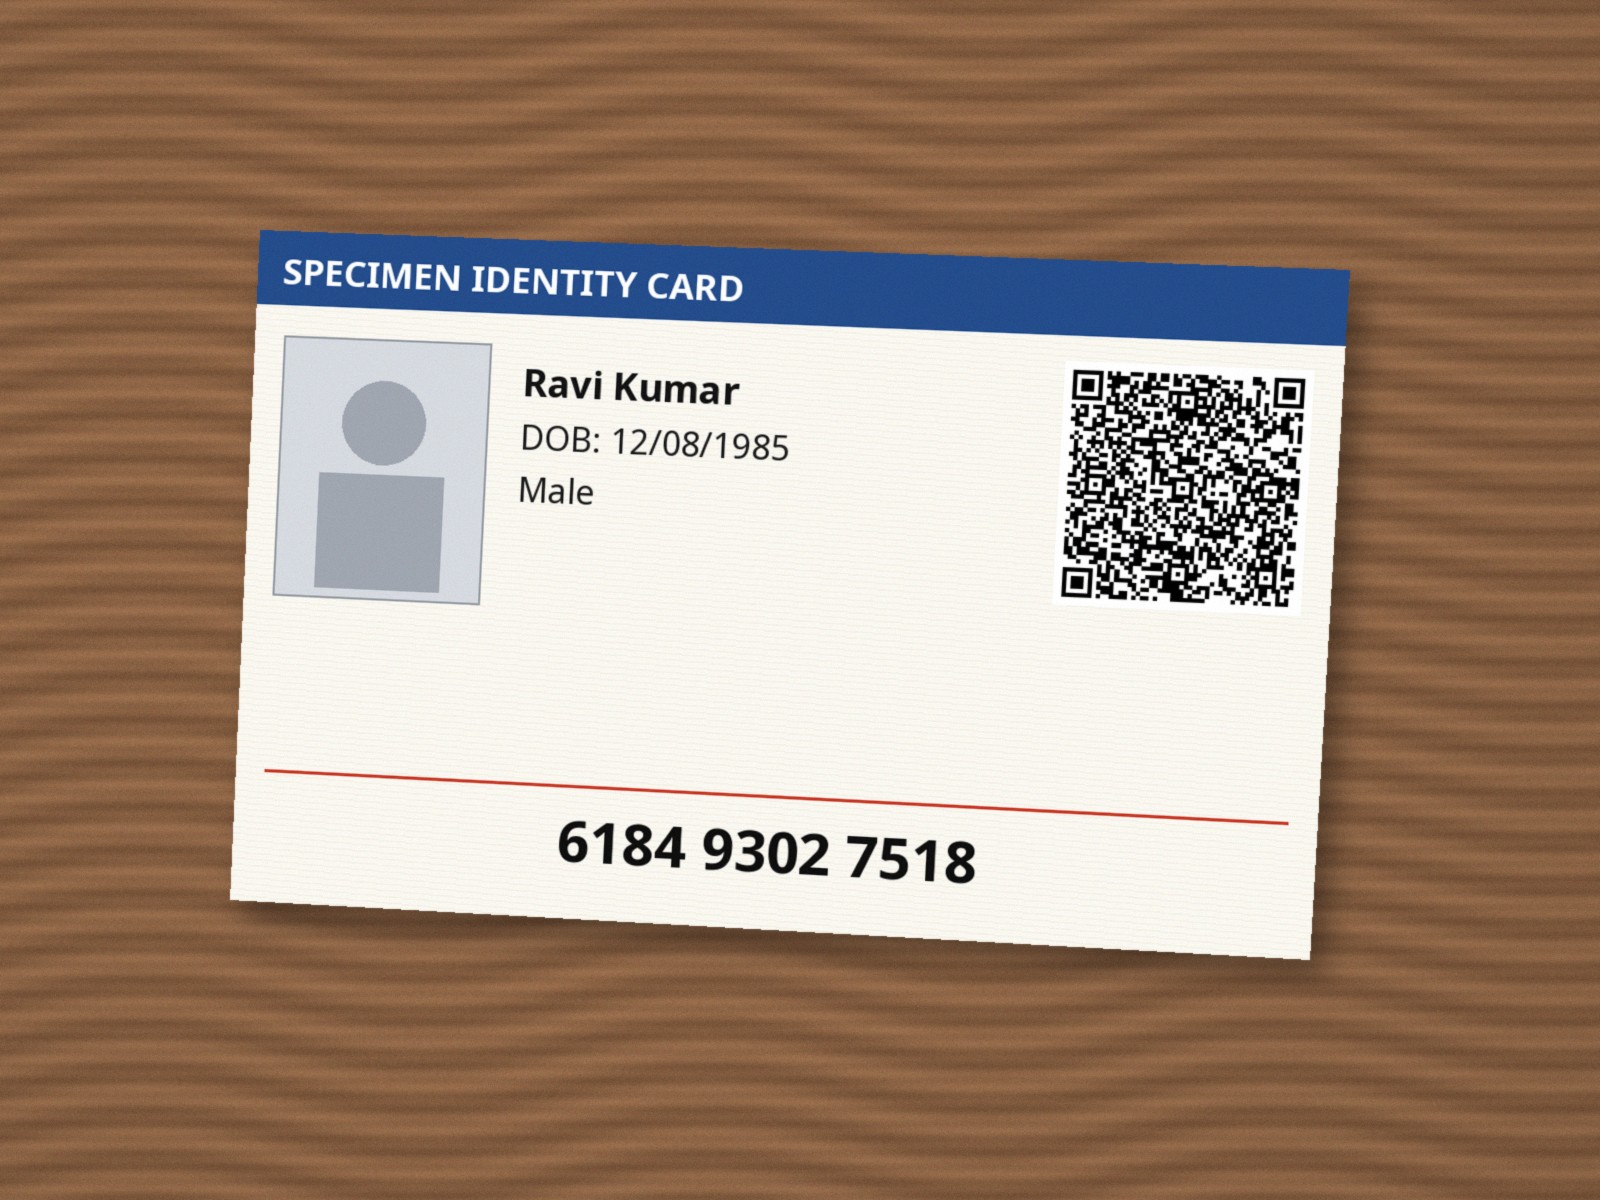 SPECIMEN IDENTITY CARD
Ravi Kumar
DOB: 12/08/1985
Male
6184 9302 7518